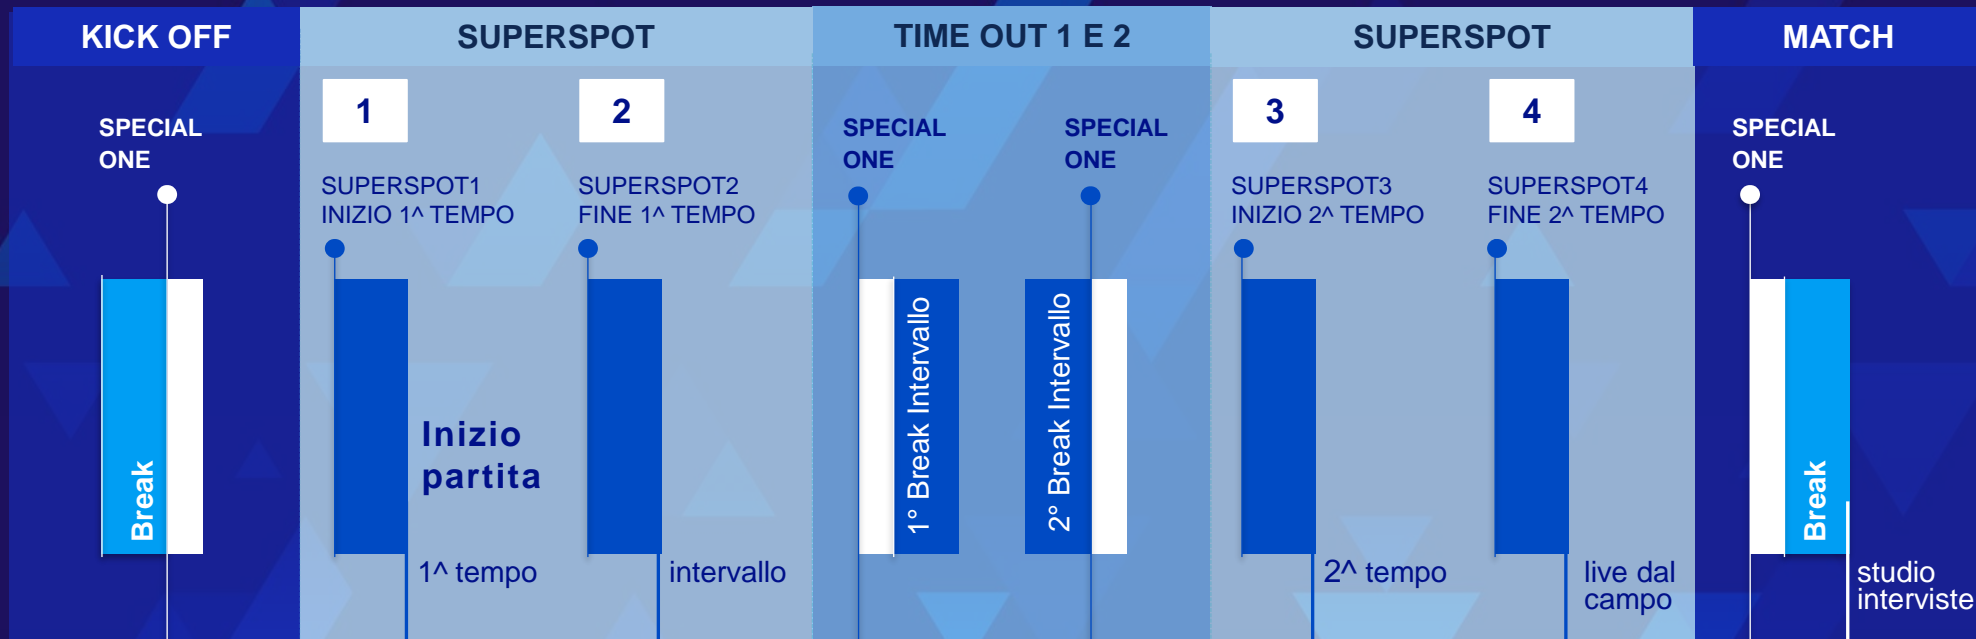 KICK OFF
SUPERSPOT
TIME OUT 1 E 2
SUPERSPOT
MATCH
SPECIAL
ONE
Break
1
SUPERSPOT1
INIZIO 1^ TEMPO
Inizio
partita
1^ tempo
2
SUPERSPOT2
FINE 1^ TEMPO
intervallo
SPECIAL
ONE
1° Break Intervallo
SPECIAL
ONE
2° Break Intervallo
3
SUPERSPOT3
INIZIO 2^ TEMPO
2^ tempo
4
SUPERSPOT4
FINE 2^ TEMPO
live dal
campo
SPECIAL
ONE
Break
studio
interviste